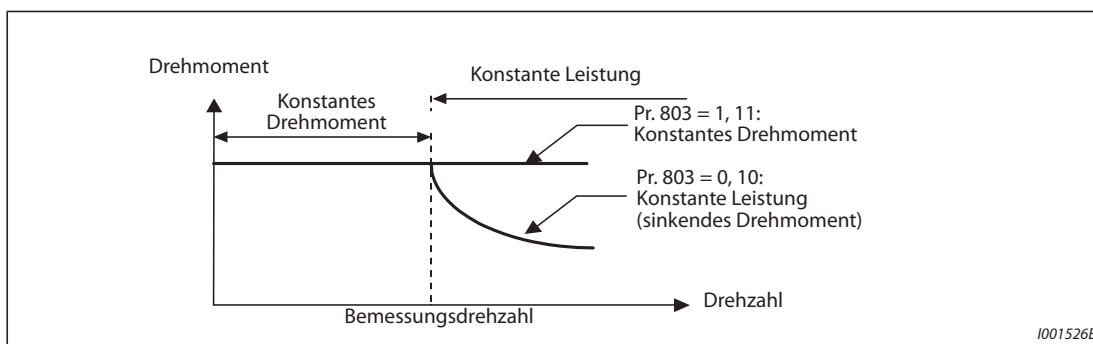 Drehmoment
Konstante Leistung
Konstantes
Drehmoment
Pr. 803 = 1, 11:
Konstantes Drehmoment
Pr. 803 = 0, 10:
Konstante Leistung
(sinkendes Drehmoment)
Drehzahl
Bemessungsdrehzahl
I001526E